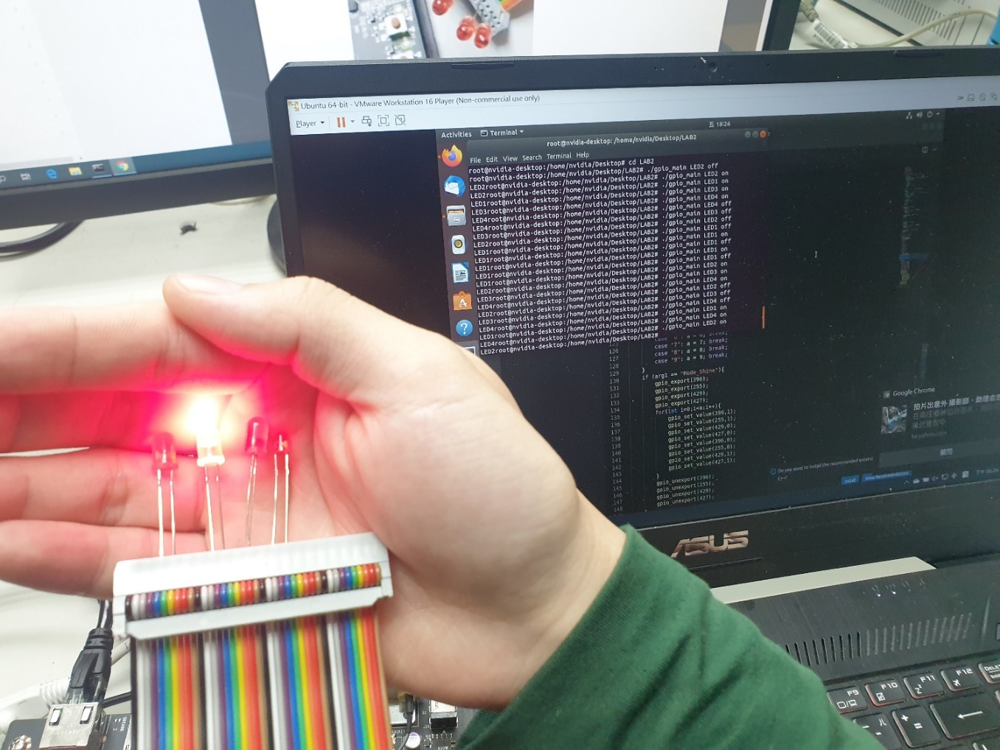 Ubuntu 64-bit - VMware Workstation 16 Player (Non-commercial use only)
Player
Activities
Terminal
五 18:24
root@nvidia-desktop: /home/nvidia/Desktop/LAB2
File Edit View Search Terminal Help
root@nvidia-desktop:/home/nvidia/Desktop# cd LAB2
root@nvidia-desktop:/home/nvidia/Desktop/LAB2# ./gpio_main LED2 off
LED2root@nvidia-desktop:/home/nvidia/Desktop/LAB2# ./gpio_main LED2 on
LED2root@nvidia-desktop:/home/nvidia/Desktop/LAB2# ./gpio_main LED1 on
LED1root@nvidia-desktop:/home/nvidia/Desktop/LAB2# ./gpio_main LED3 on
LED3root@nvidia-desktop:/home/nvidia/Desktop/LAB2# ./gpio_main LED4 on
LED4root@nvidia-desktop:/home/nvidia/Desktop/LAB2# ./gpio_main LED4 off
LED4root@nvidia-desktop:/home/nvidia/Desktop/LAB2# ./gpio_main LED3 off
LED3root@nvidia-desktop:/home/nvidia/Desktop/LAB2# ./gpio_main LED2 off
LED2root@nvidia-desktop:/home/nvidia/Desktop/LAB2# ./gpio_main LED1 off
LED1root@nvidia-desktop:/home/nvidia/Desktop/LAB2# ./gpio_main LED1 on
LED1root@nvidia-desktop:/home/nvidia/Desktop/LAB2# ./gpio_main LED1 off
LED1root@nvidia-desktop:/home/nvidia/Desktop/LAB2# ./gpio_main LED1 on
LED1root@nvidia-desktop:/home/nvidia/Desktop/LAB2# ./gpio_main LED1 off
LED1root@nvidia-desktop:/home/nvidia/Desktop/LAB2# ./gpio_main LED2 on
LED2root@nvidia-desktop:/home/nvidia/Desktop/LAB2# ./gpio_main LED3 on
LED3root@nvidia-desktop:/home/nvidia/Desktop/LAB2# ./gpio_main LED4 on
LED4root@nvidia-desktop:/home/nvidia/Desktop/LAB2# ./gpio_main LED2 off
LED2root@nvidia-desktop:/home/nvidia/Desktop/LAB2# ./gpio_main LED3 off
LED3root@nvidia-desktop:/home/nvidia/Desktop/LAB2# ./gpio_main LED4 off
LED4root@nvidia-desktop:/home/nvidia/Desktop/LAB2# ./gpio_main LED1 on
LED1root@nvidia-desktop:/home/nvidia/Desktop/LAB2# ./gpio_main LED4 on
LED4root@nvidia-desktop:/home/nvidia/Desktop/LAB2# ./gpio_main LED2 on
LED2root@nvidia-desktop:/home/nvidia/Desktop/LAB2#
126 case "7": a = 7; break;
127 case "8": a = 8; break;
128 case "9": a = 9; break;
129 }
130 if (arg1 == "Mode_Shine"){
131 gpio_export(396);
132 gpio_export(255);
133 gpio_export(429);
134 gpio_export(427);
135 for(int i=0;i<a;i++){
136 gpio_set_value(396,1);
137 gpio_set_value(255,1);
138 gpio_set_value(429,0);
139 gpio_set_value(427,0);
140 gpio_set_value(396,0);
141 gpio_set_value(255,0);
142 gpio_set_value(429,1);
143 gpio_set_value(427,1);
144 }
145 gpio_unexport(396);
146 gpio_unexport(255);
147 gpio_unexport(429);
148 gpio_unexport(427);
Google Chrome
拍片出意外 攝影師、助理命危
Do you want to install the recommended
C++?
Install
ASUS
F9
F10
F11
F12